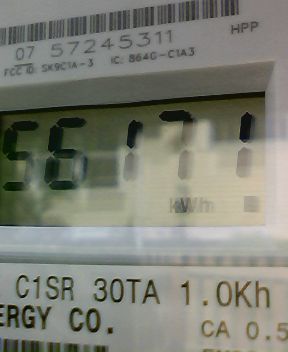 07 57245311
HPP
FCC ID: SK9C1A-3 IC: 864G-C1A3
56171
kWh
C1SR 30TA 1.0Kh
ERGY CO.
CA 0.5